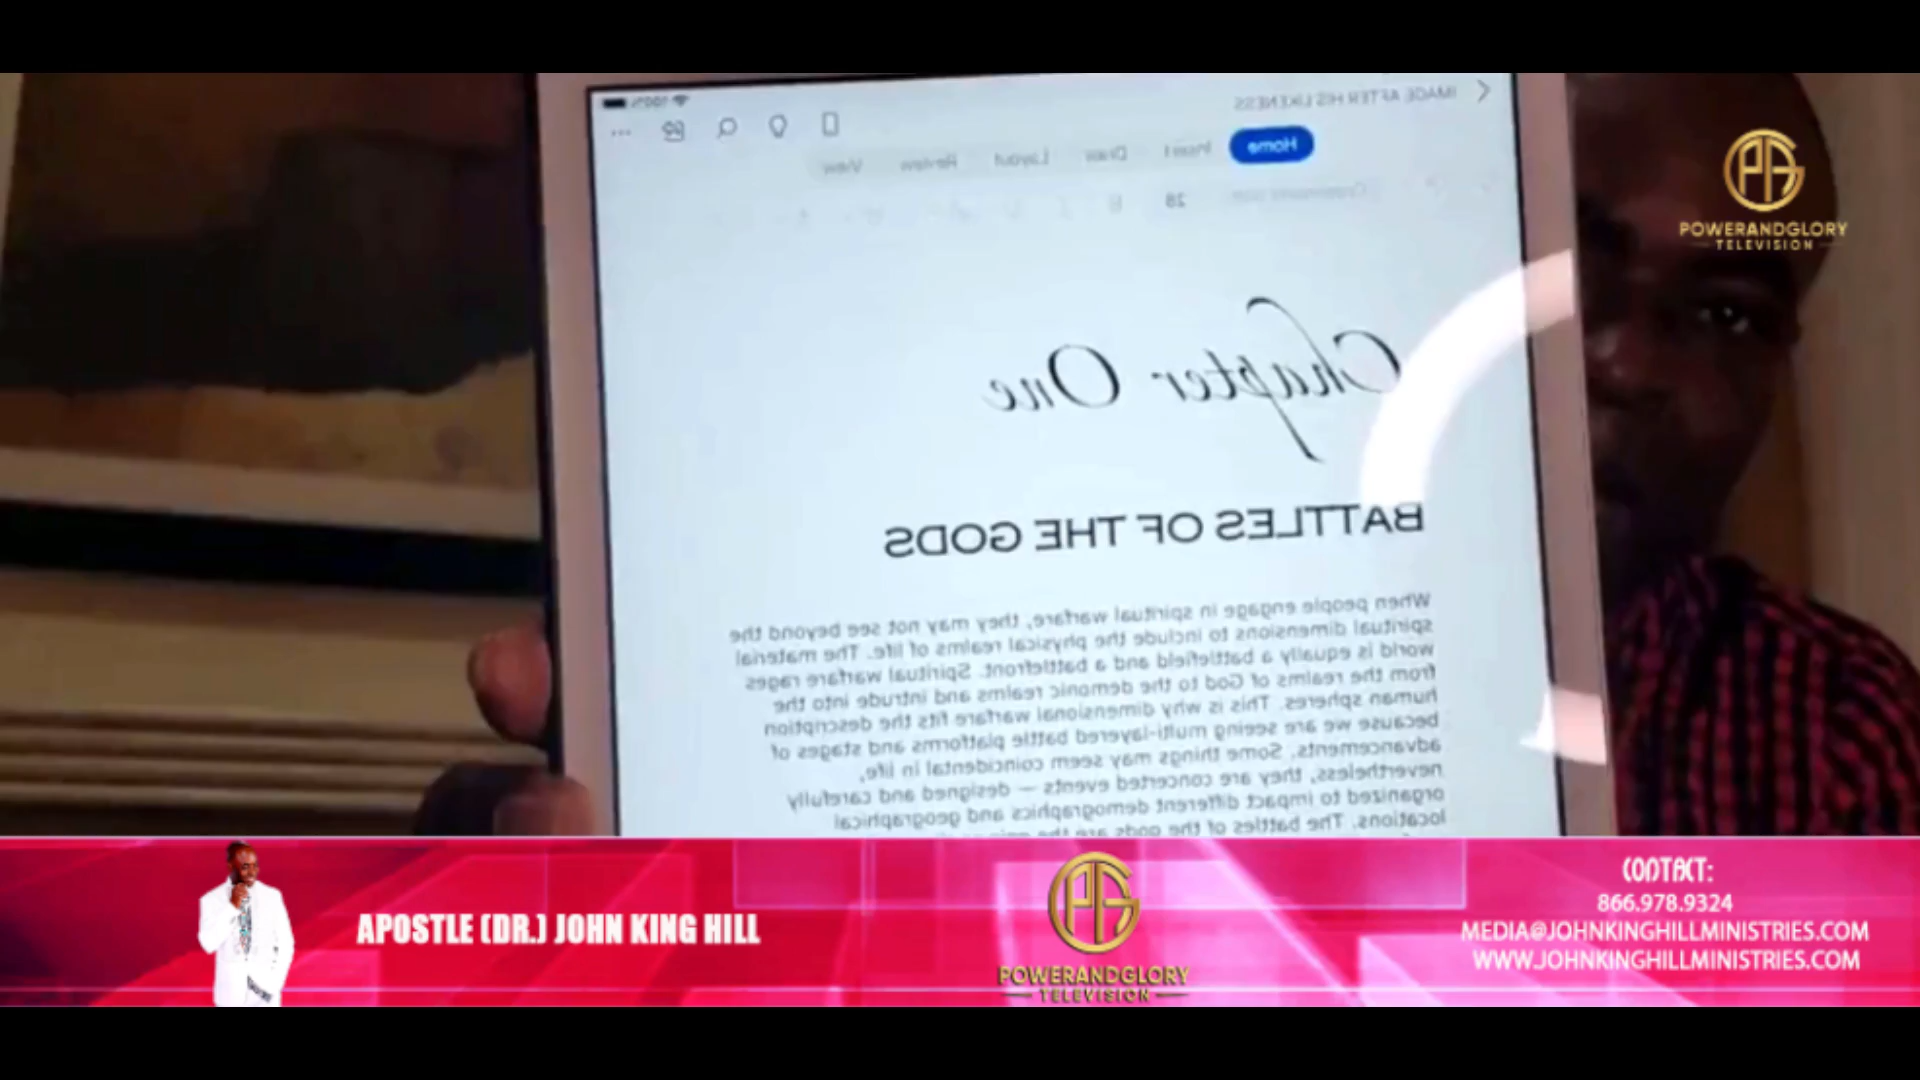 100%
IMAGE AFTER HIS LIKENESS
Home Insert Draw Layout Review View
28
Chapter One
BATTLES OF THE GODS
When people engage in spiritual warfare, they may not see beyond the
spiritual dimensions to include the physical realms of life. The material
world is equally a battlefield and a battlefront. Spiritual warfare rages
from the realms of God to the demonic realms and intrude into the
human spheres. This is why dimensional warfare fits the description
because we are seeing multi-layered battle platforms and stages of
advancements. Some things may seem coincidental in life,
nevertheless, they are concerted events — designed and carefully
organized to impact different demographics and geographical
locations. The battles of the gods are the
POWERANDGLORY
TELEVISION
APOSTLE (DR.) JOHN KING HILL
POWERANDGLORY
TELEVISION
CONTACT:
866.978.9324
MEDIA@JOHNKINGHILLMINISTRIES.COM
WWW.JOHNKINGHILLMINISTRIES.COM